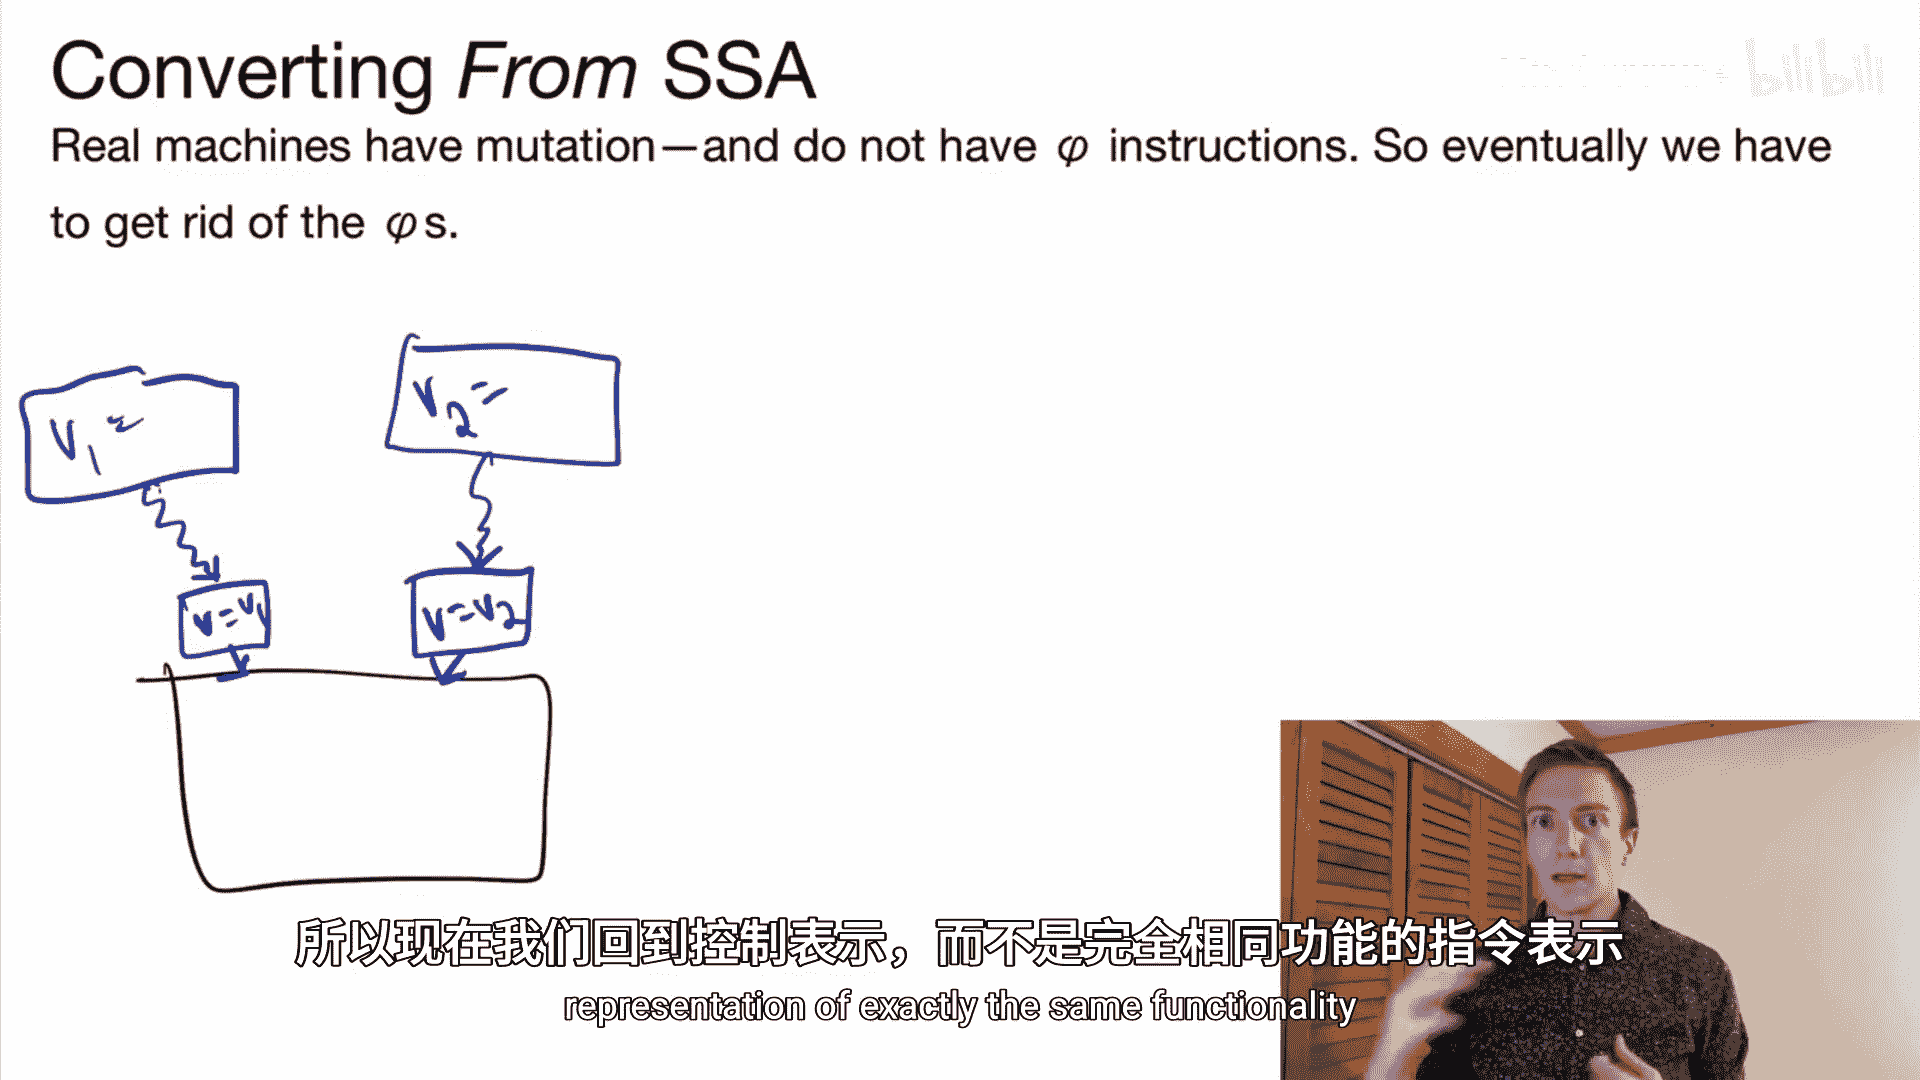 Converting From SSA
bilibili
Real machines have mutation—and do not have φ instructions. So eventually we have
to get rid of the φs.
v₁ =
v₂ =
v=v₁
v=v₂
所以现在我们回到控制表示，而不是完全相同功能的指令表示
representation of exactly the same functionality